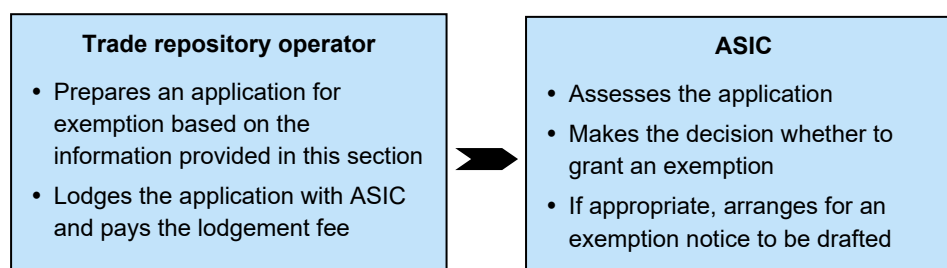 Trade repository operator
• Prepares an application for
exemption based on the
information provided in this section
• Lodges the application with ASIC
and pays the lodgement fee
ASIC
• Assesses the application
• Makes the decision whether to
grant an exemption
• If appropriate, arranges for an
exemption notice to be drafted